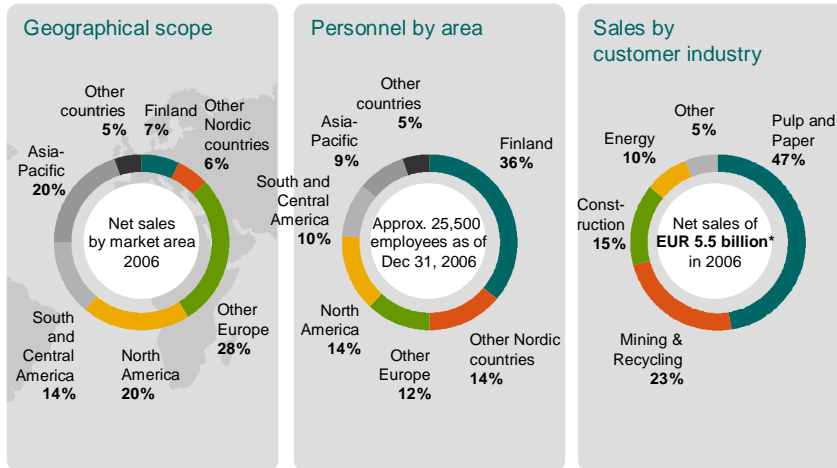 Geographical scope
Other
countries
5%
Finland
7%
Other
Nordic
countries
6%
Asia-
Pacific
20%
Net sales
by market area
2006
South
and
Central
America
14%
North
America
20%
Other
Europe
28%
Personnel by area
Other
countries
5%
Asia-
Pacific
9%
Finland
36%
South and
Central
America
10%
Approx. 25,500
employees as of
Dec 31, 2006
North
America
14%
Other
Europe
12%
Other Nordic
countries
14%
Sales by
customer industry
Other
5%
Pulp and
Paper
47%
Energy
10%
Const-
ruction
15%
Net sales of
EUR 5.5 billion*
in 2006
Mining &
Recycling
23%